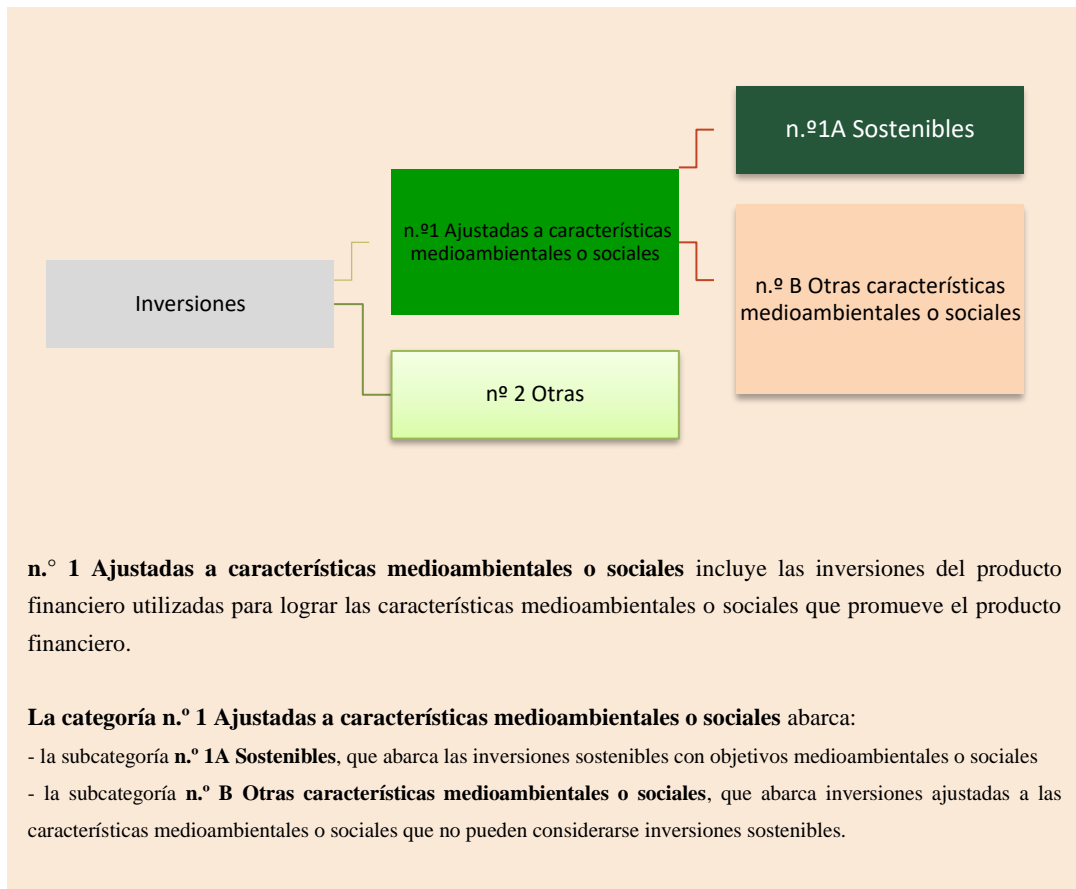 n.º1A Sostenibles
n.º1 Ajustadas a características
medioambientales o sociales
n.º B Otras características
medioambientales o sociales
Inversiones
nº 2 Otras
n.° 1 Ajustadas a características medioambientales o sociales incluye las inversiones del producto
financiero utilizadas para lograr las características medioambientales o sociales que promueve el producto
financiero.
La categoría n.º 1 Ajustadas a características medioambientales o sociales abarca:
- la subcategoría n.º 1A Sostenibles, que abarca las inversiones sostenibles con objetivos medioambientales o sociales
- la subcategoría n.º B Otras características medioambientales o sociales, que abarca inversiones ajustadas a las
características medioambientales o sociales que no pueden considerarse inversiones sostenibles.